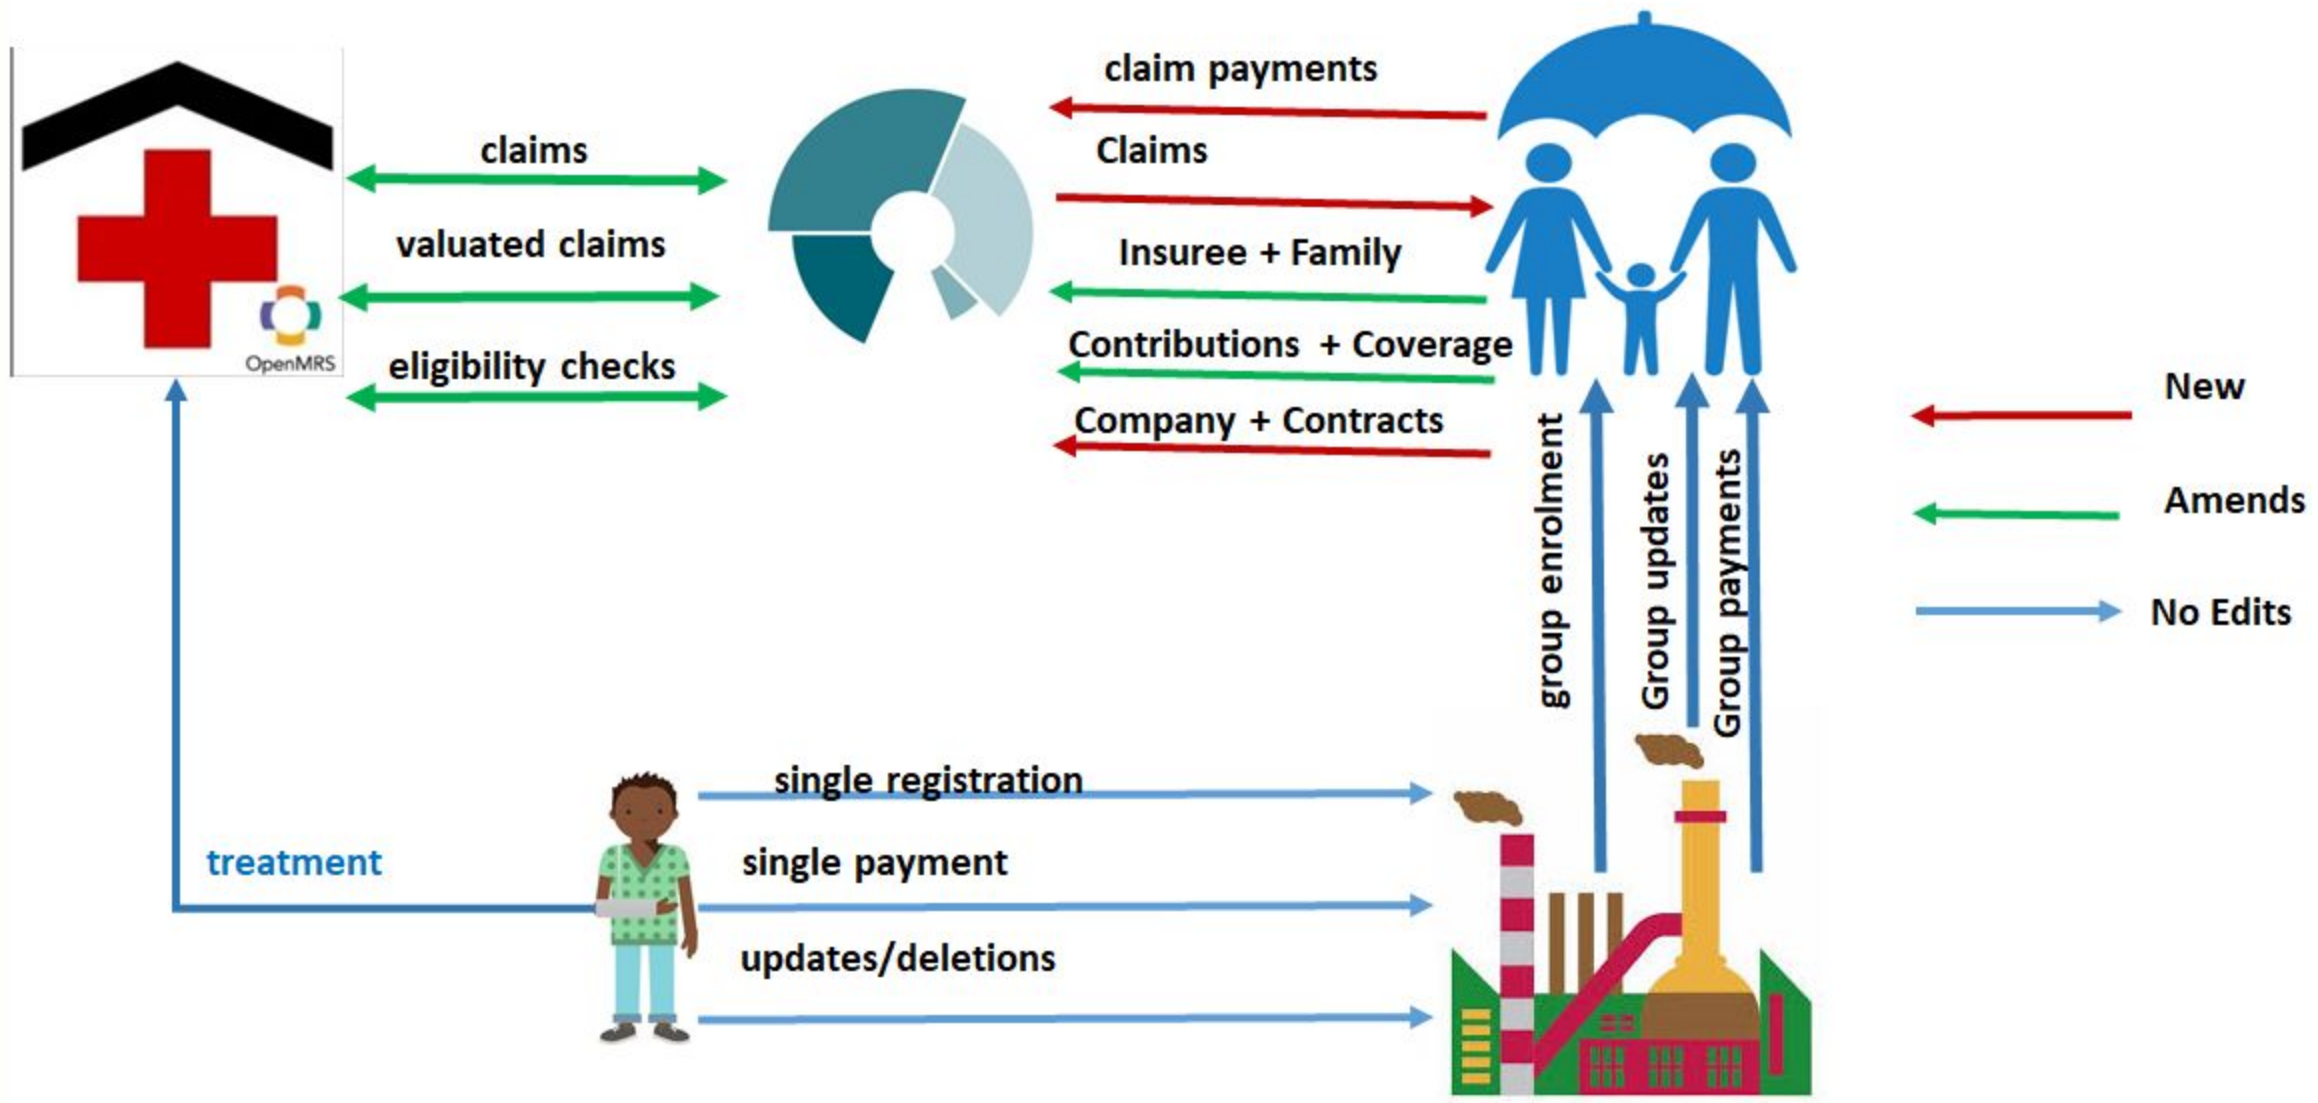 claim payments
claims
Claims
valuated claims
Insuree + Family
Contributions + Coverage
eligibility checks
OpenMRS
Company + Contracts
New
Amends
No Edits
group enrolment
Group updates
Group payments
single registration
treatment
single payment
updates/deletions